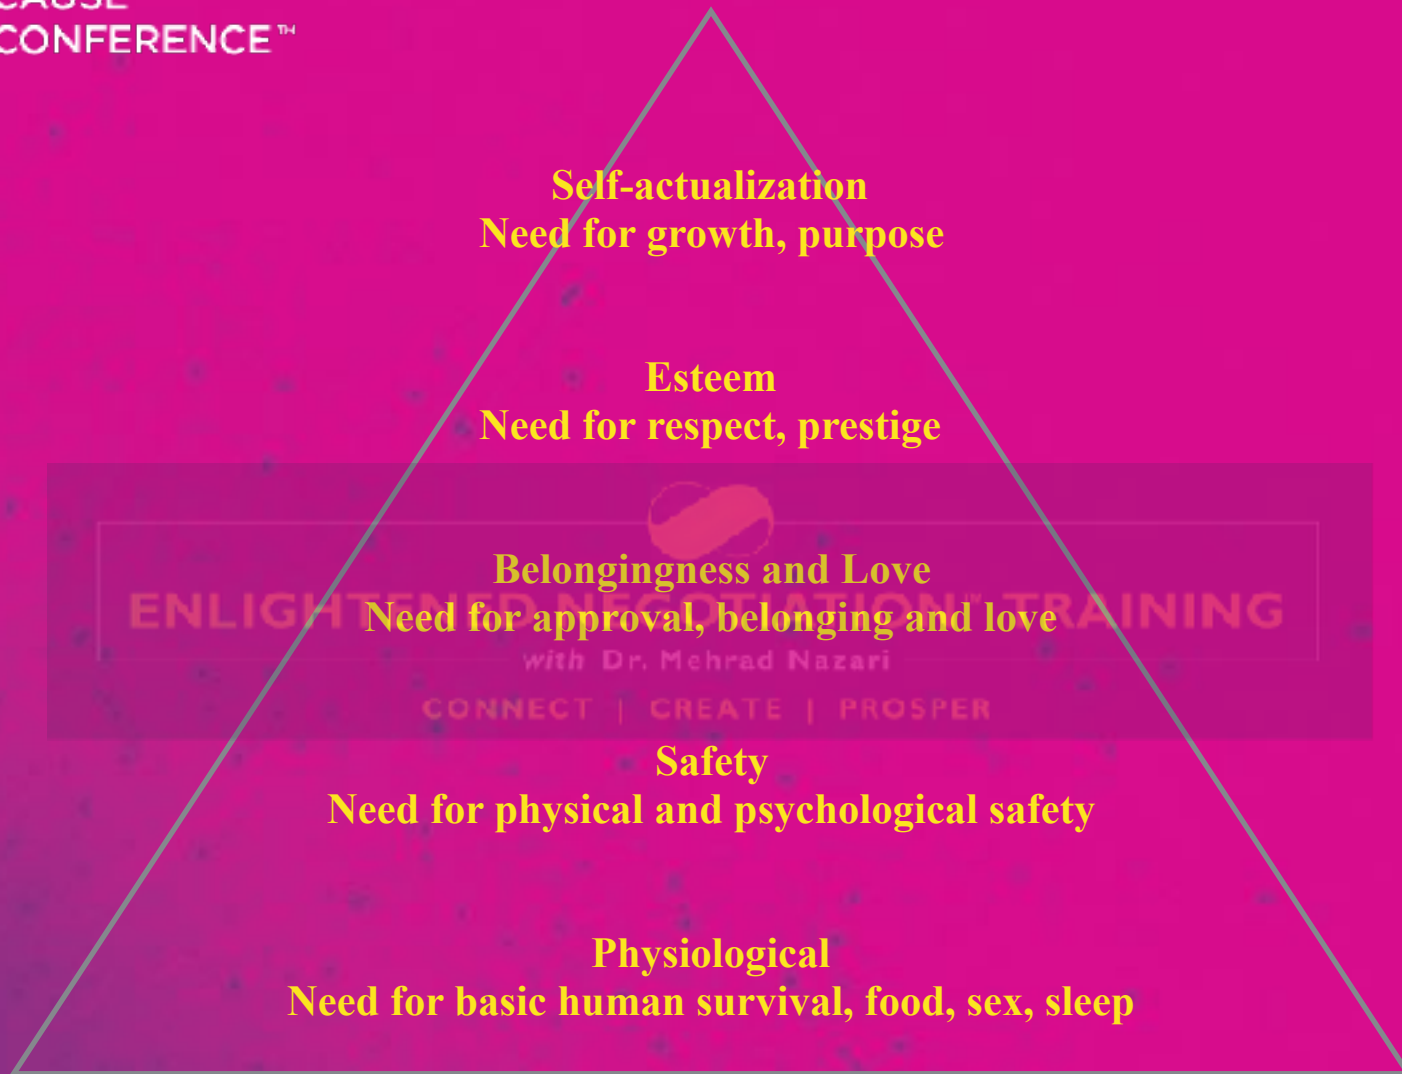 CAUSE
CONFERENCE™
Self-actualization
Need for growth, purpose
Esteem
Need for respect, prestige
Belongingness and Love
ENLIGHTENED NEGOTIATION™ TRAINING
Need for approval, belonging and love
with Dr. Mehrad Nazari
CONNECT | CREATE | PROSPER
Safety
Need for physical and psychological safety
Physiological
Need for basic human survival, food, sex, sleep